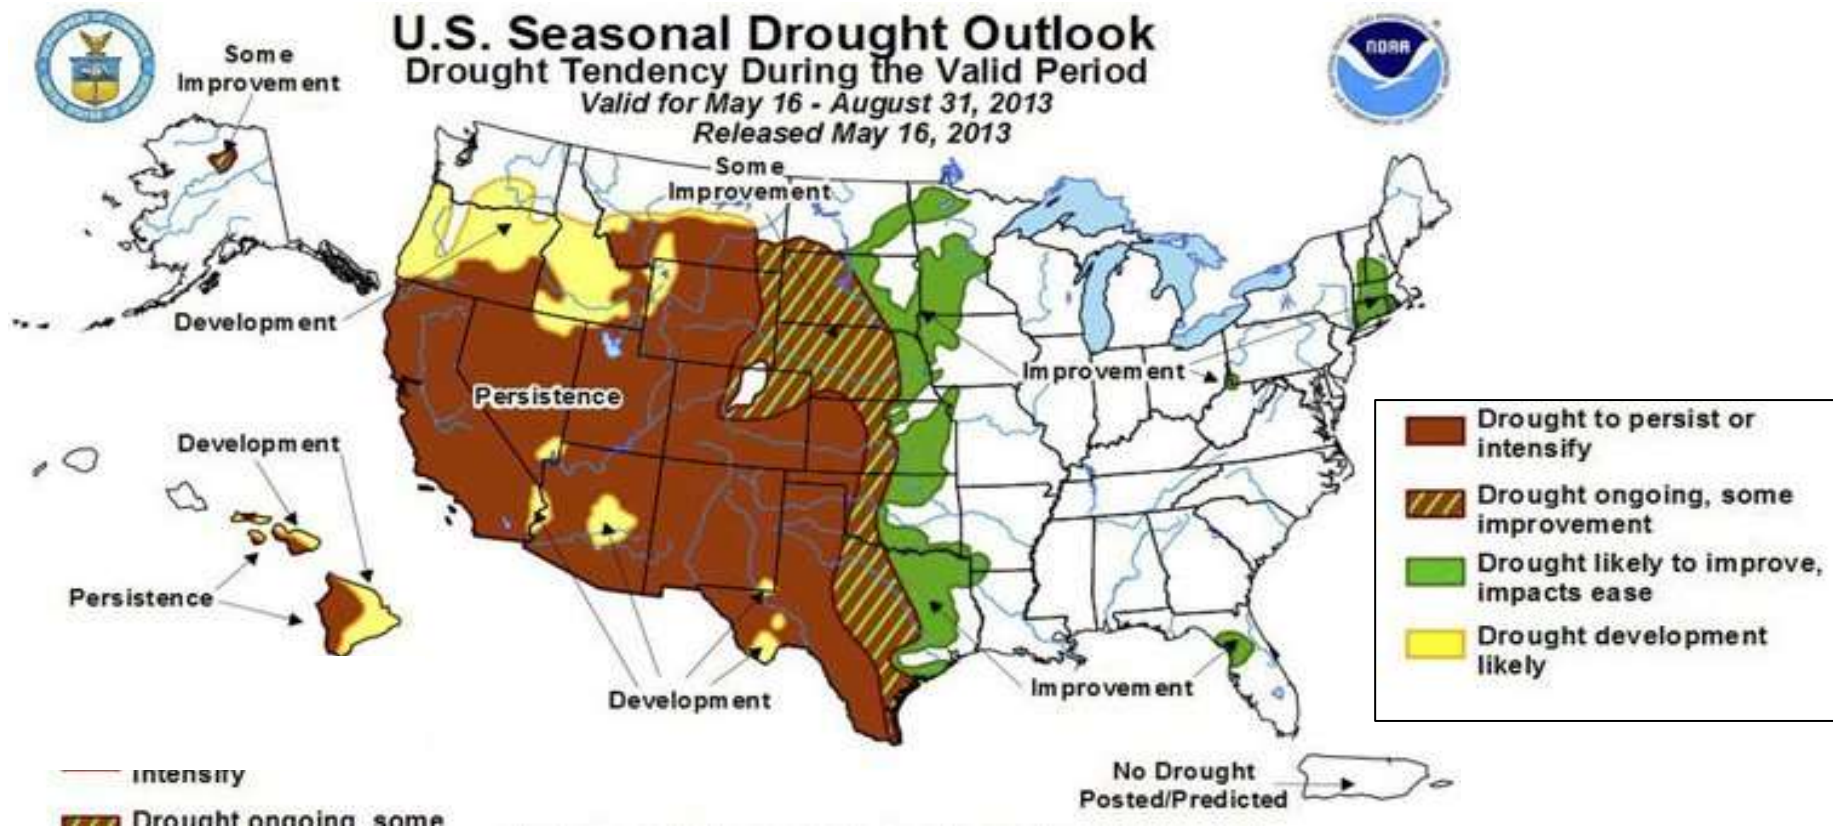 U.S. Seasonal Drought Outlook
Drought Tendency During the Valid Period
Valid for May 16 - August 31, 2013
Released May 16, 2013
NOAA
Some
Improvement
Some
Improvement
Development
Persistence
Improvement
Development
Persistence
Development
Improvement
No Drought
Posted/Predicted
Drought to persist or
intensify
Drought ongoing, some
improvement
Drought likely to improve,
impacts ease
Drought development
likely
intensify
Drought ongoing, some